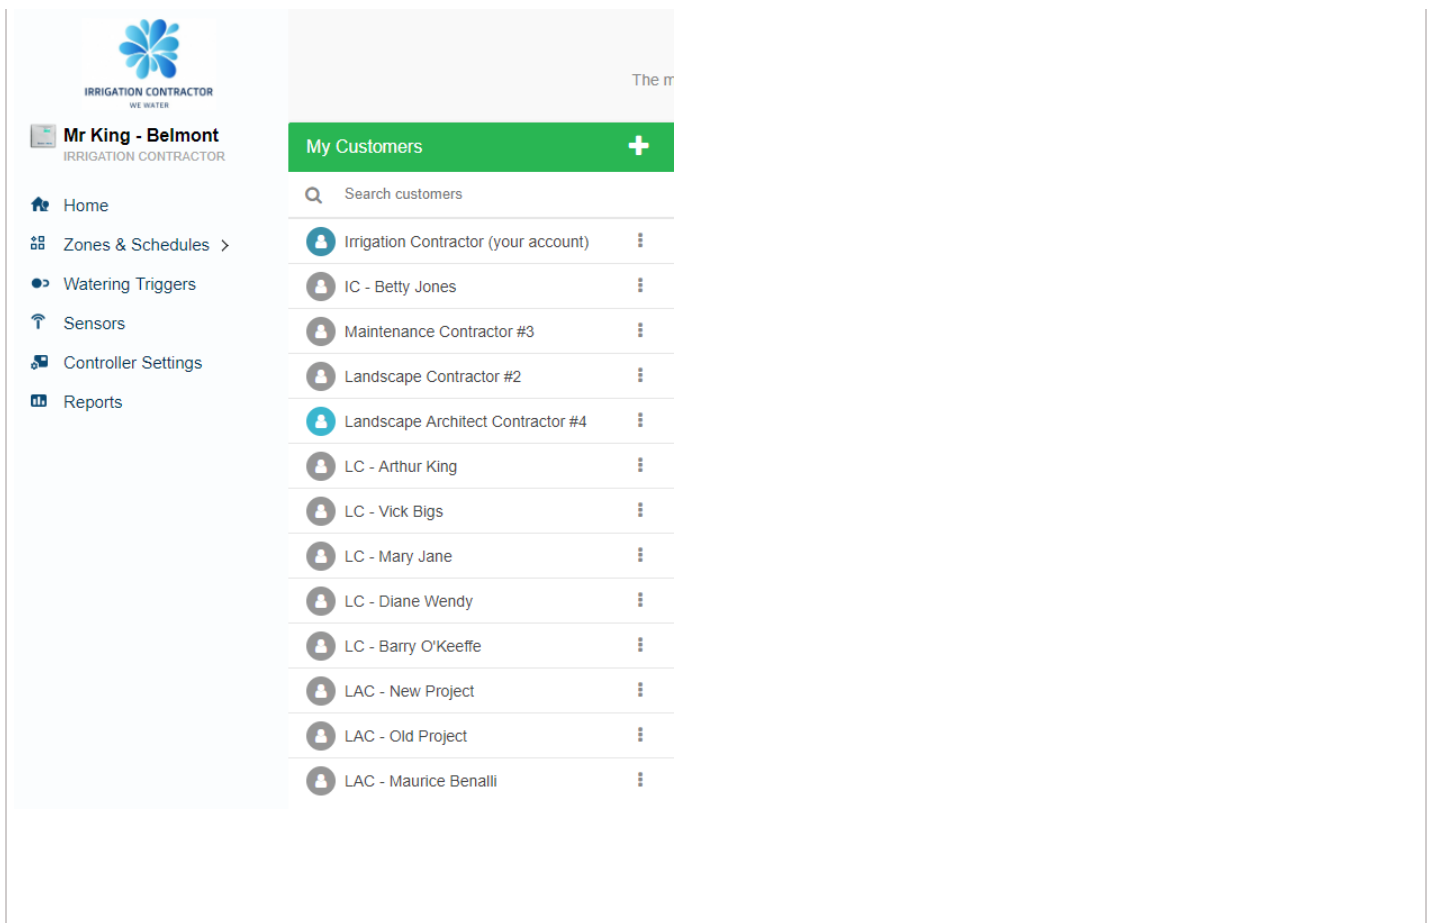 IRRIGATION CONTRACTOR
WE WATER
Mr King - Belmont
IRRIGATION CONTRACTOR
Home
Zones & Schedules
Watering Triggers
Sensors
Controller Settings
Reports
The m
My Customers
Search customers
Irrigation Contractor (your account)
IC - Betty Jones
Maintenance Contractor #3
Landscape Contractor #2
Landscape Architect Contractor #4
LC - Arthur King
LC - Vick Bigs
LC - Mary Jane
LC - Diane Wendy
LC - Barry O'Keeffe
LAC - New Project
LAC - Old Project
LAC - Maurice Benalli